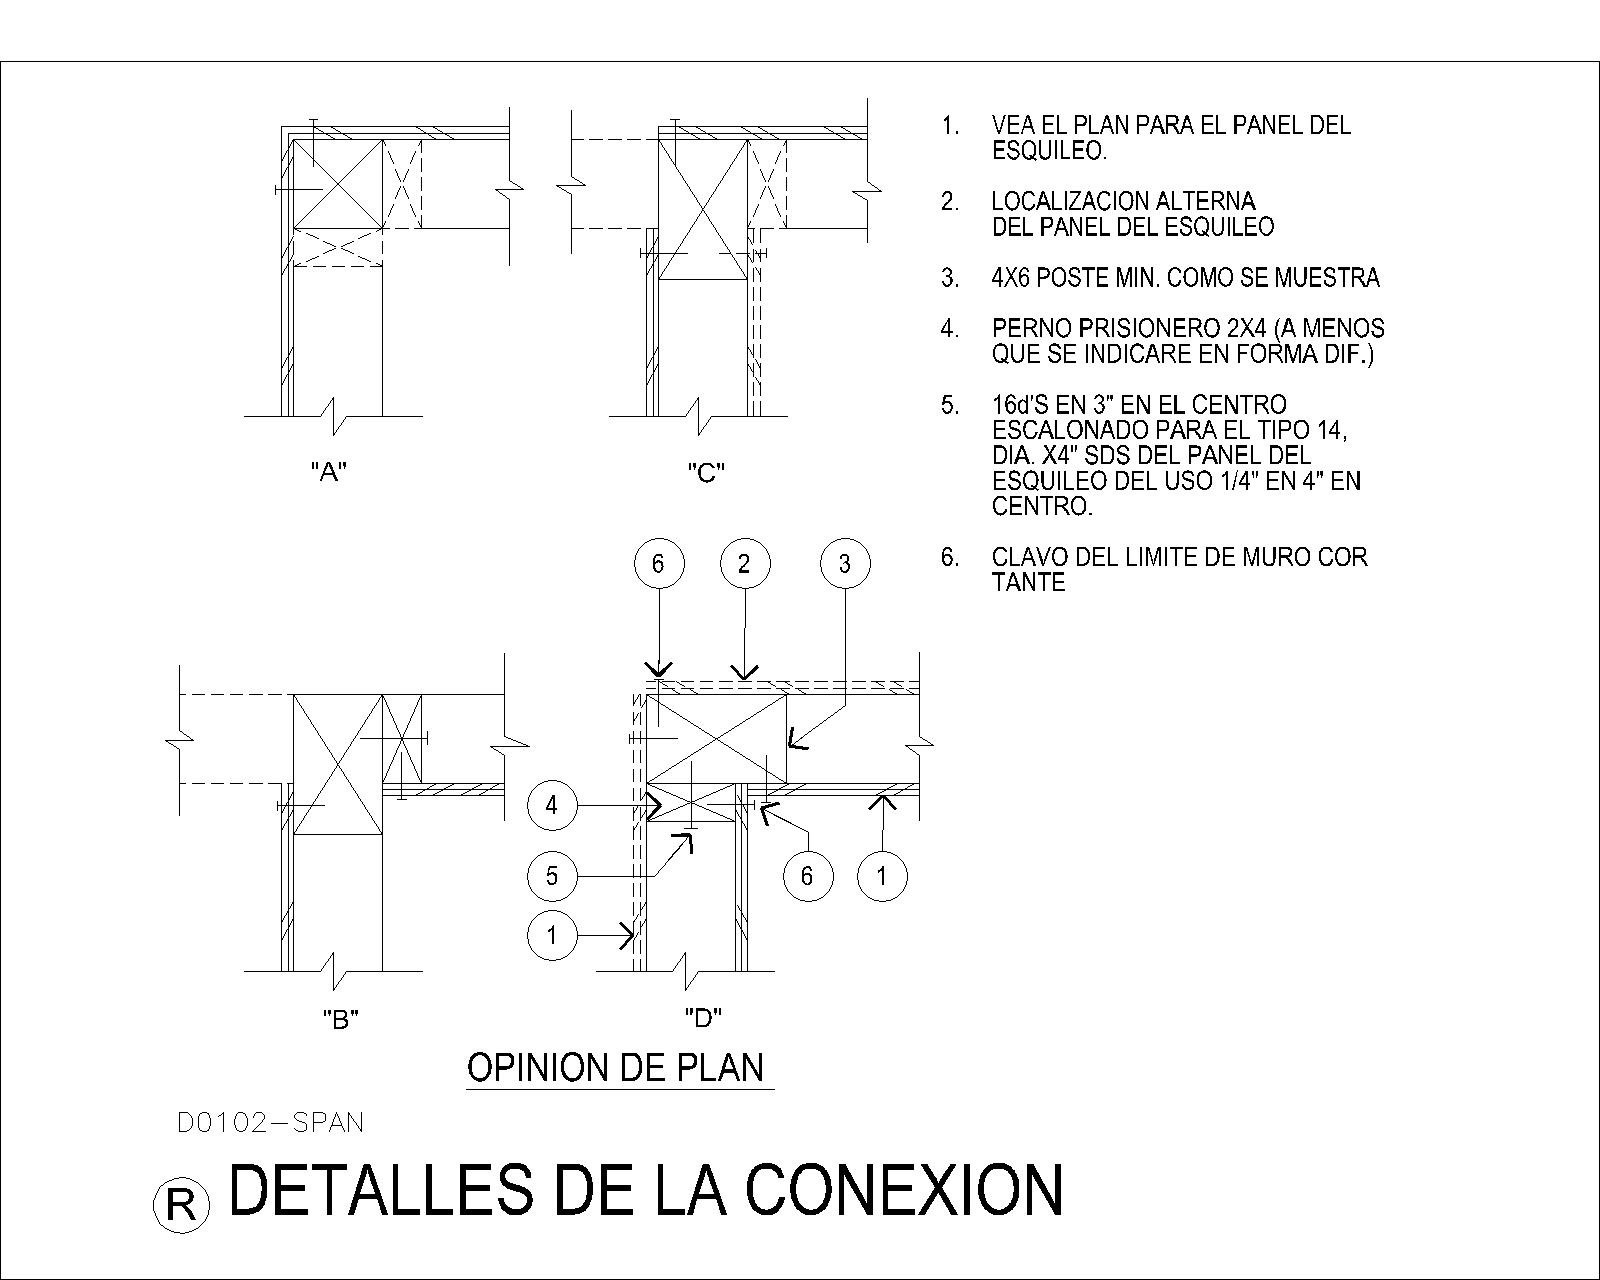 1. VEA EL PLAN PARA EL PANEL DEL
ESQUILEO.
2. LOCALIZACION ALTERNA
DEL PANEL DEL ESQUILEO
3. 4X6 POSTE MIN. COMO SE MUESTRA
4. PERNO PRISIONERO 2X4 (A MENOS
QUE SE INDICARE EN FORMA DIF.)
5. 16d'S EN 3" EN EL CENTRO
ESCALONADO PARA EL TIPO 14,
DIA. X4" SDS DEL PANEL DEL
ESQUILEO DEL USO 1/4" EN 4" EN
CENTRO.
6. CLAVO DEL LIMITE DE MURO COR
TANTE
"A"
"C"
6
2
3
4
5
6
1
1
"B"
"D"
OPINION DE PLAN
D0102-SPAN
R DETALLES DE LA CONEXION